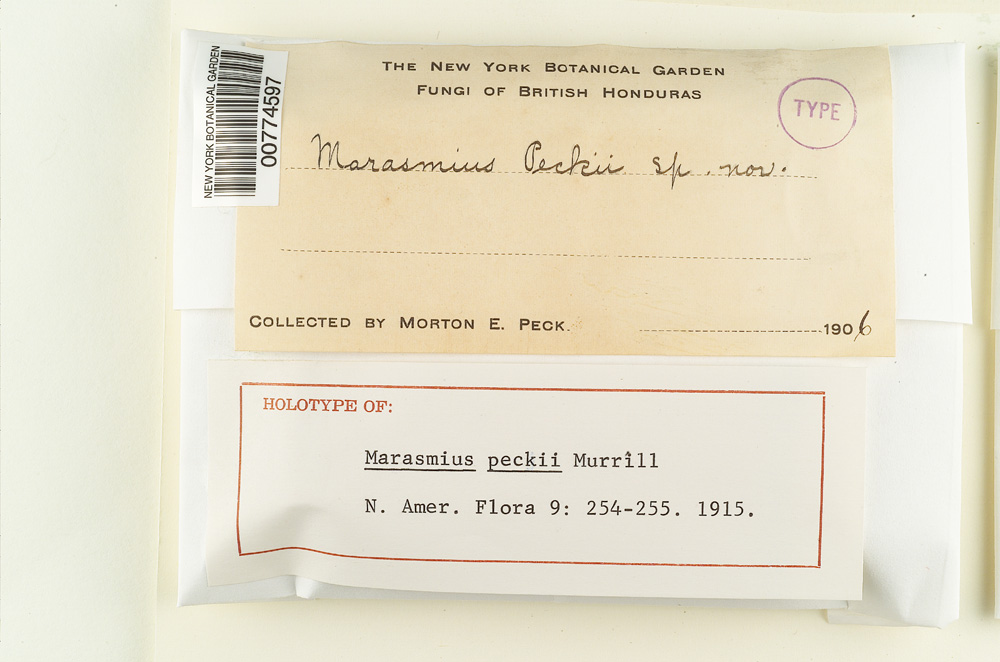 NEW YORK BOTANICAL GARDEN
00774597
THE NEW YORK BOTANICAL GARDEN
FUNGI OF BRITISH HONDURAS
TYPE
Marasmius Peckii sp. nov.
COLLECTED BY MORTON E. PECK. 1906
HOLOTYPE OF:
Marasmius peckii Murrill
N. Amer. Flora 9: 254-255. 1915.